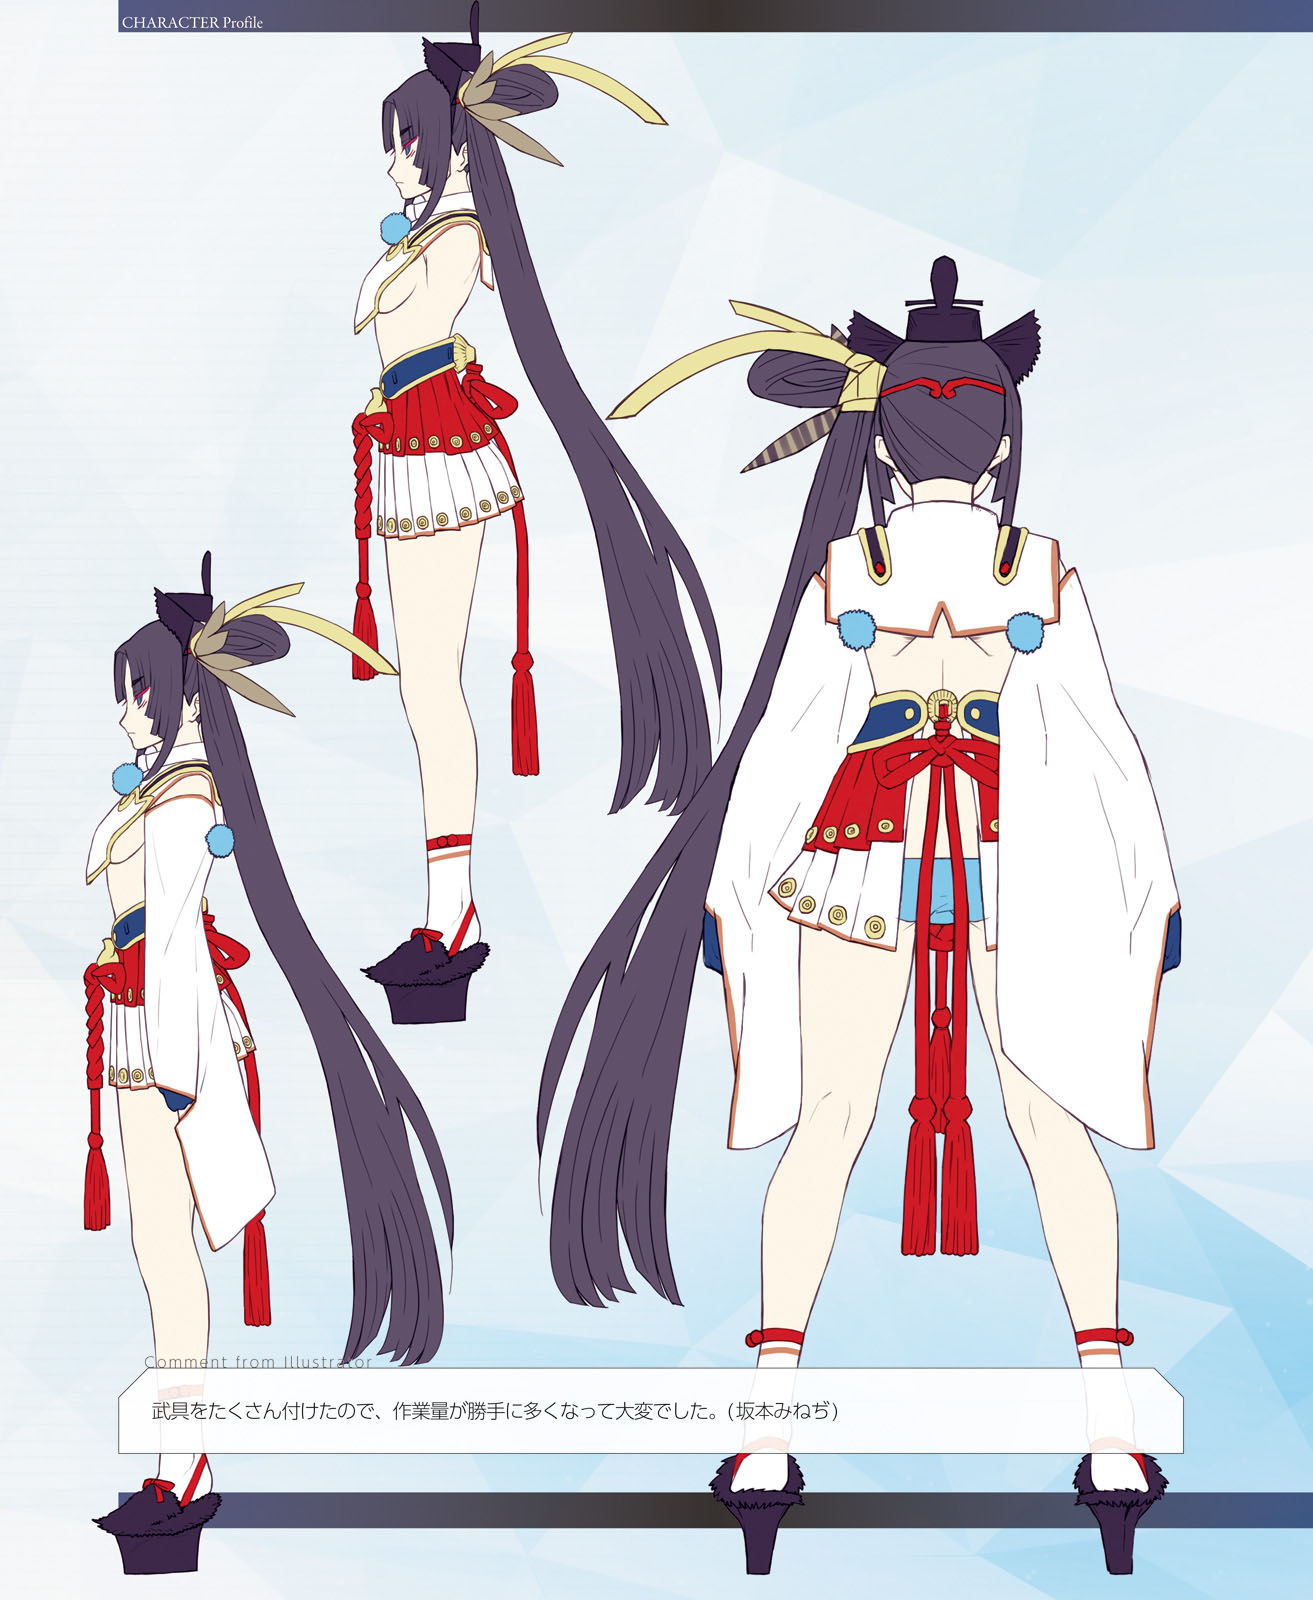 CHARACTER Profile
Comment from Illustrator
武具をたくさん付けたので、作業量が勝手に多くなって大変でした。(坂本みねぢ)